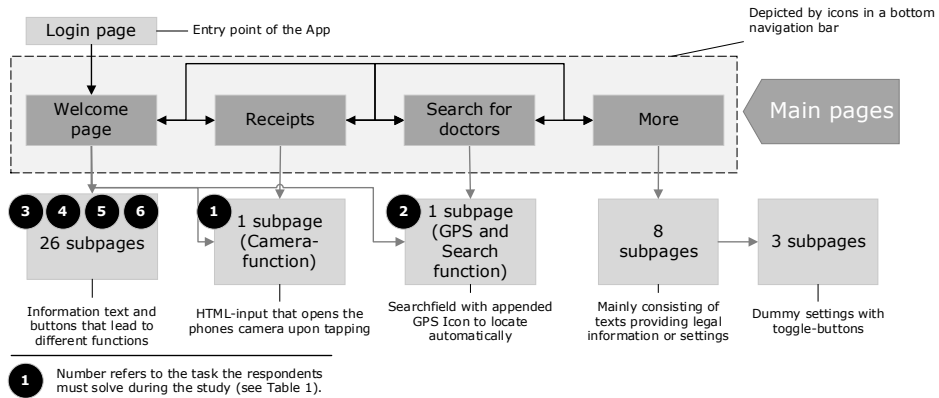 Depicted by icons in a bottom
navigation bar
Login page
Entry point of the App
Welcome
page
Receipts
Search for
doctors
More
Main pages
3 4 5 6
26 subpages
1
1 subpage
(Camera-
function)
2
1 subpage
(GPS and
Search
function)
8
subpages
3 subpages
Information text and
buttons that lead to
different functions
HTML-input that opens the
phones camera upon tapping
Searchfield with appended
GPS Icon to locate
automatically
Mainly consisting of
texts providing legal
information or settings
Dummy settings with
toggle-buttons
1
Number refers to the task the respondents
must solve during the study (see Table 1).